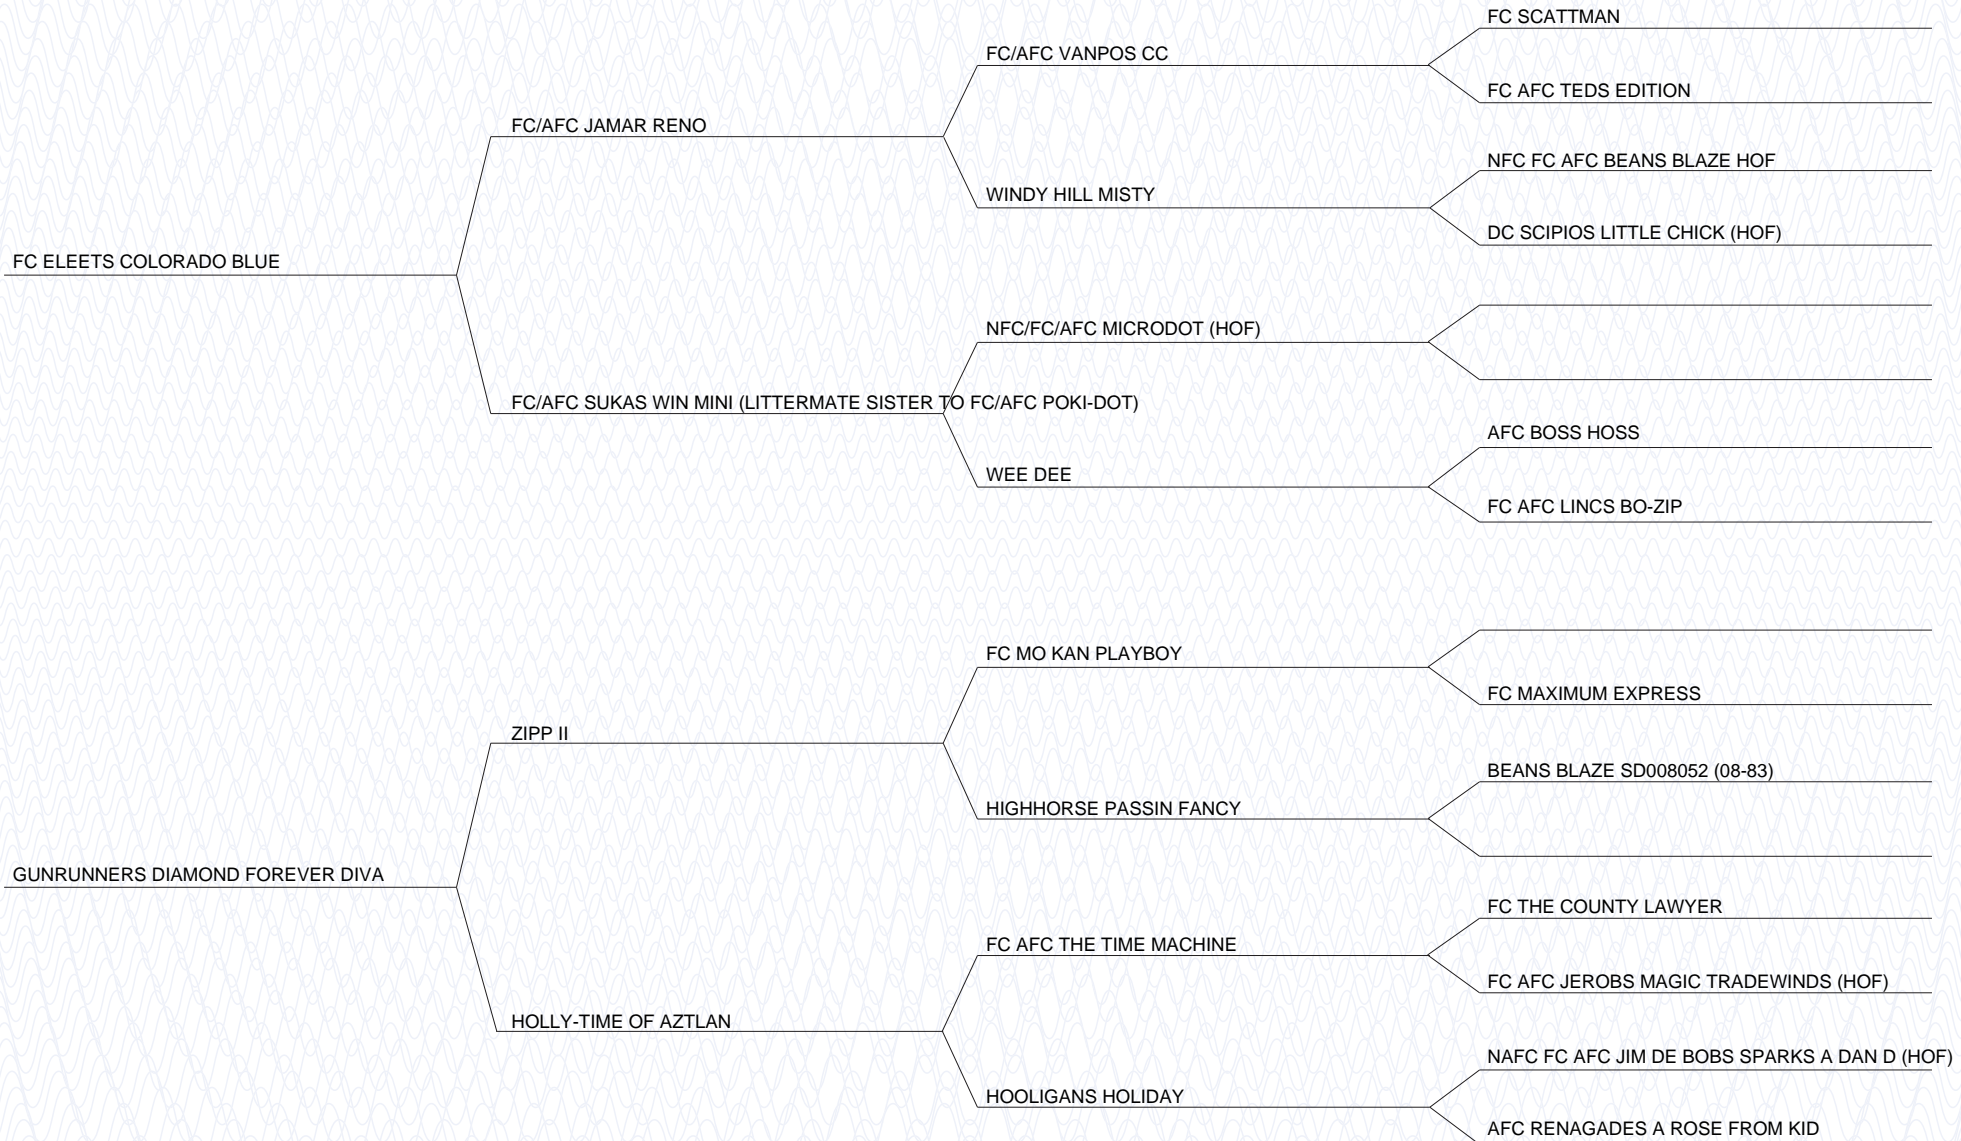 FC SCATTMAN
FC/AFC VANPOS CC
FC AFC TEDS EDITION
FC/AFC JAMAR RENO
NFC FC AFC BEANS BLAZE HOF
WINDY HILL MISTY
DC SCIPIOS LITTLE CHICK (HOF)
FC ELEETS COLORADO BLUE
NFC/FC/AFC MICRODOT (HOF)
FC/AFC SUKAS WIN MINI (LITTERMATE SISTER TO FC/AFC POKI-DOT)
AFC BOSS HOSS
WEE DEE
FC AFC LINCS BO-ZIP
FC MO KAN PLAYBOY
FC MAXIMUM EXPRESS
ZIPP II
BEANS BLAZE SD008052 (08-83)
HIGHHORSE PASSIN FANCY
GUNRUNNERS DIAMOND FOREVER DIVA
FC THE COUNTY LAWYER
FC AFC THE TIME MACHINE
FC AFC JEROBS MAGIC TRADEWINDS (HOF)
HOLLY-TIME OF AZTLAN
NAFC FC AFC JIM DE BOBS SPARKS A DAN D (HOF)
HOOLIGANS HOLIDAY
AFC RENAGADES A ROSE FROM KID